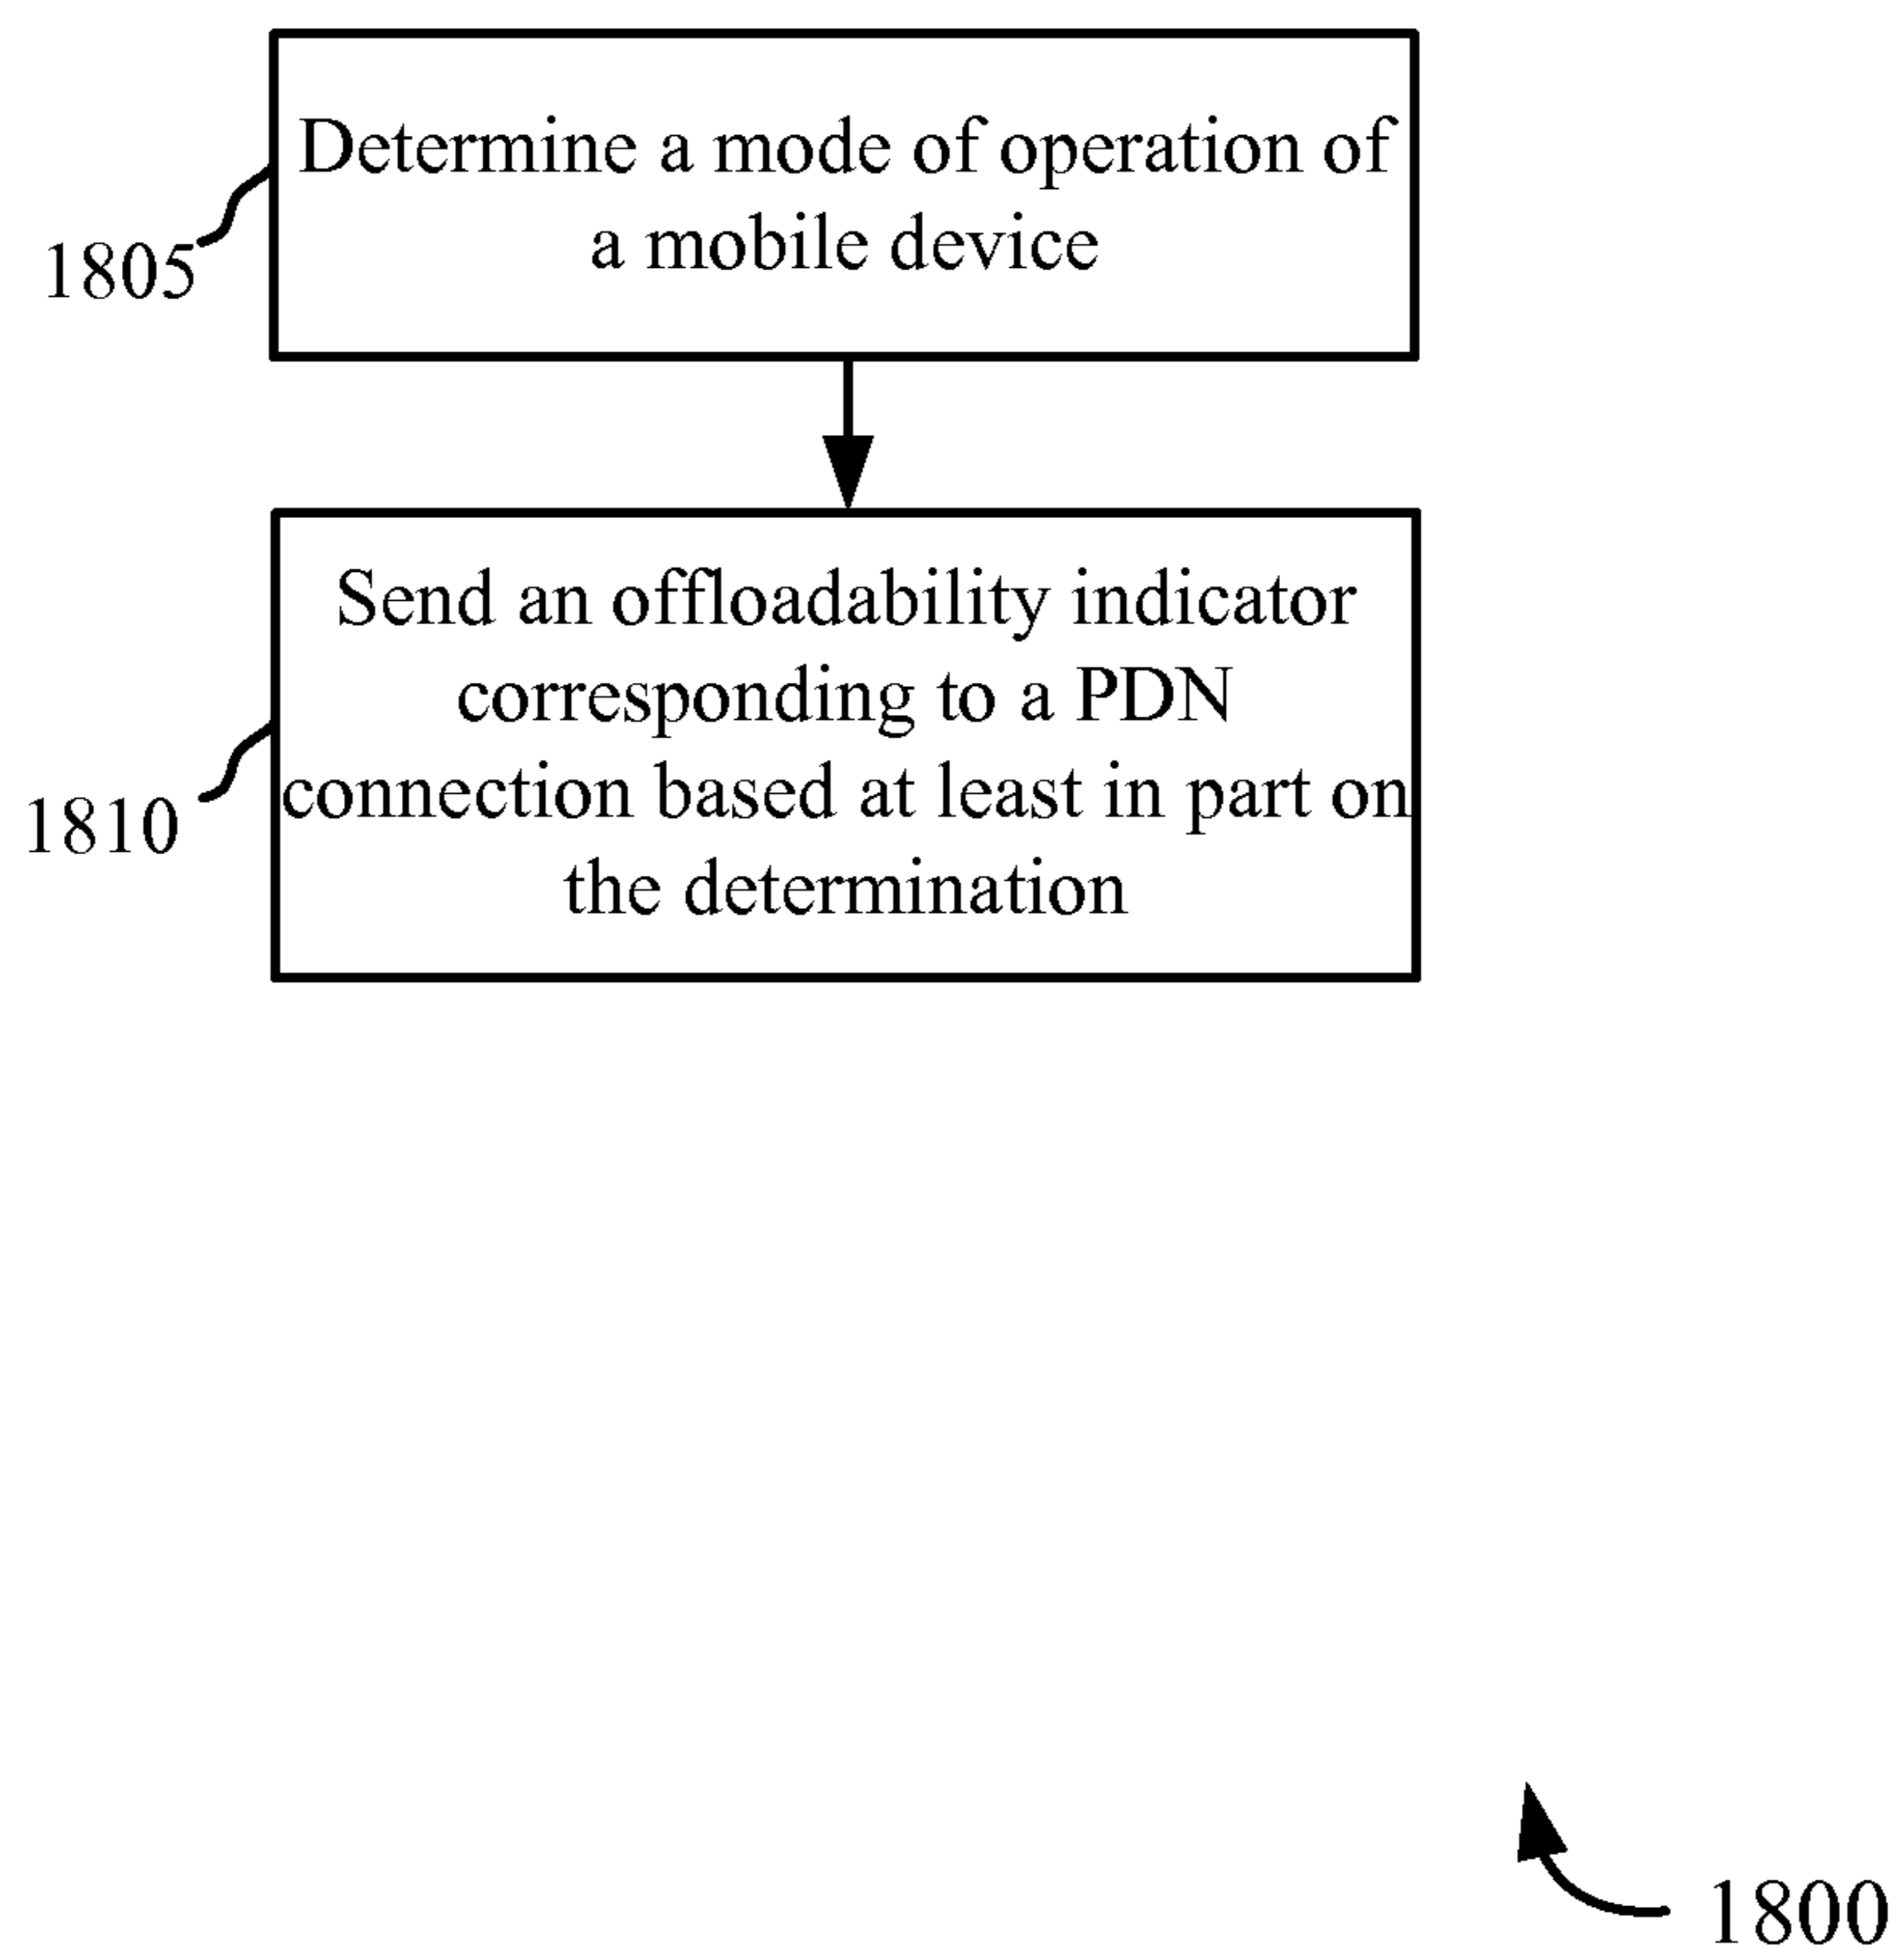 Determine a mode of operation of
a mobile device
1805
Send an offloadability indicator
corresponding to a PDN
connection based at least in part on
the determination
1810
1800